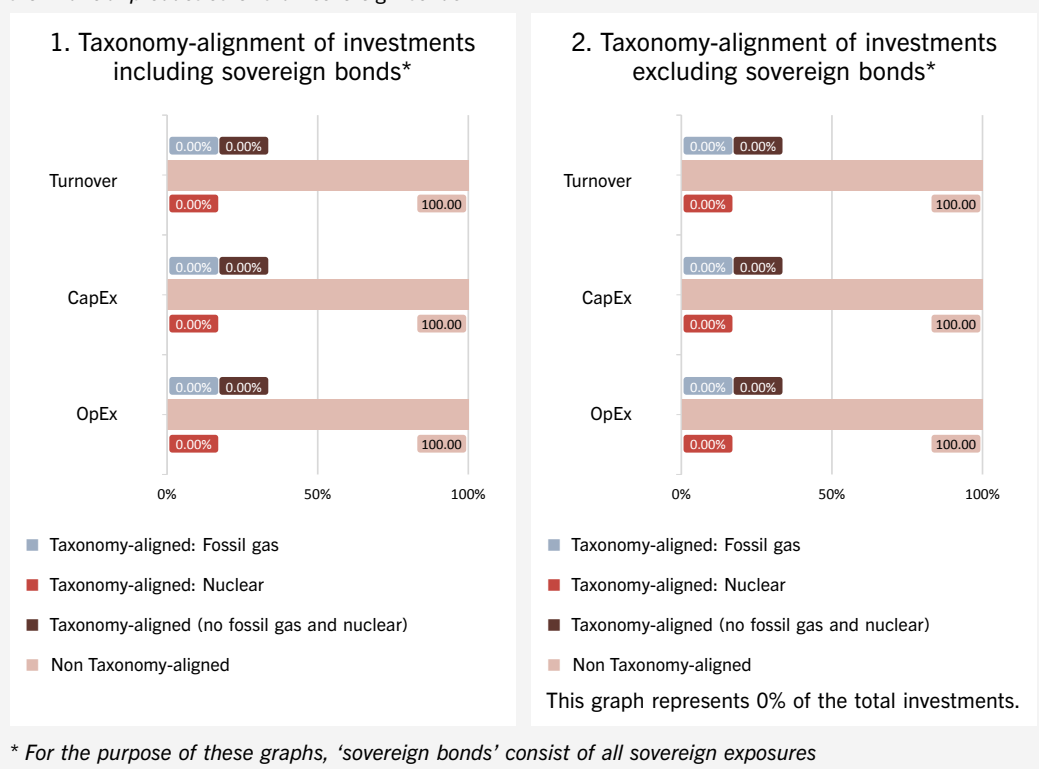 1. Taxonomy-alignment of investments
including sovereign bonds*
0.00% 0.00%
Turnover
0.00% 100.00
0.00% 0.00%
CapEx
0.00% 100.00
0.00% 0.00%
OpEx
0.00% 100.00
0% 50% 100%
Taxonomy-aligned: Fossil gas
Taxonomy-aligned: Nuclear
Taxonomy-aligned (no fossil gas and nuclear)
Non Taxonomy-aligned
2. Taxonomy-alignment of investments
excluding sovereign bonds*
0.00% 0.00%
Turnover
0.00% 100.00
0.00% 0.00%
CapEx
0.00% 100.00
0.00% 0.00%
OpEx
0.00% 100.00
0% 50% 100%
Taxonomy-aligned: Fossil gas
Taxonomy-aligned: Nuclear
Taxonomy-aligned (no fossil gas and nuclear)
Non Taxonomy-aligned
This graph represents 0% of the total investments.
* For the purpose of these graphs, ‘sovereign bonds’ consist of all sovereign exposures